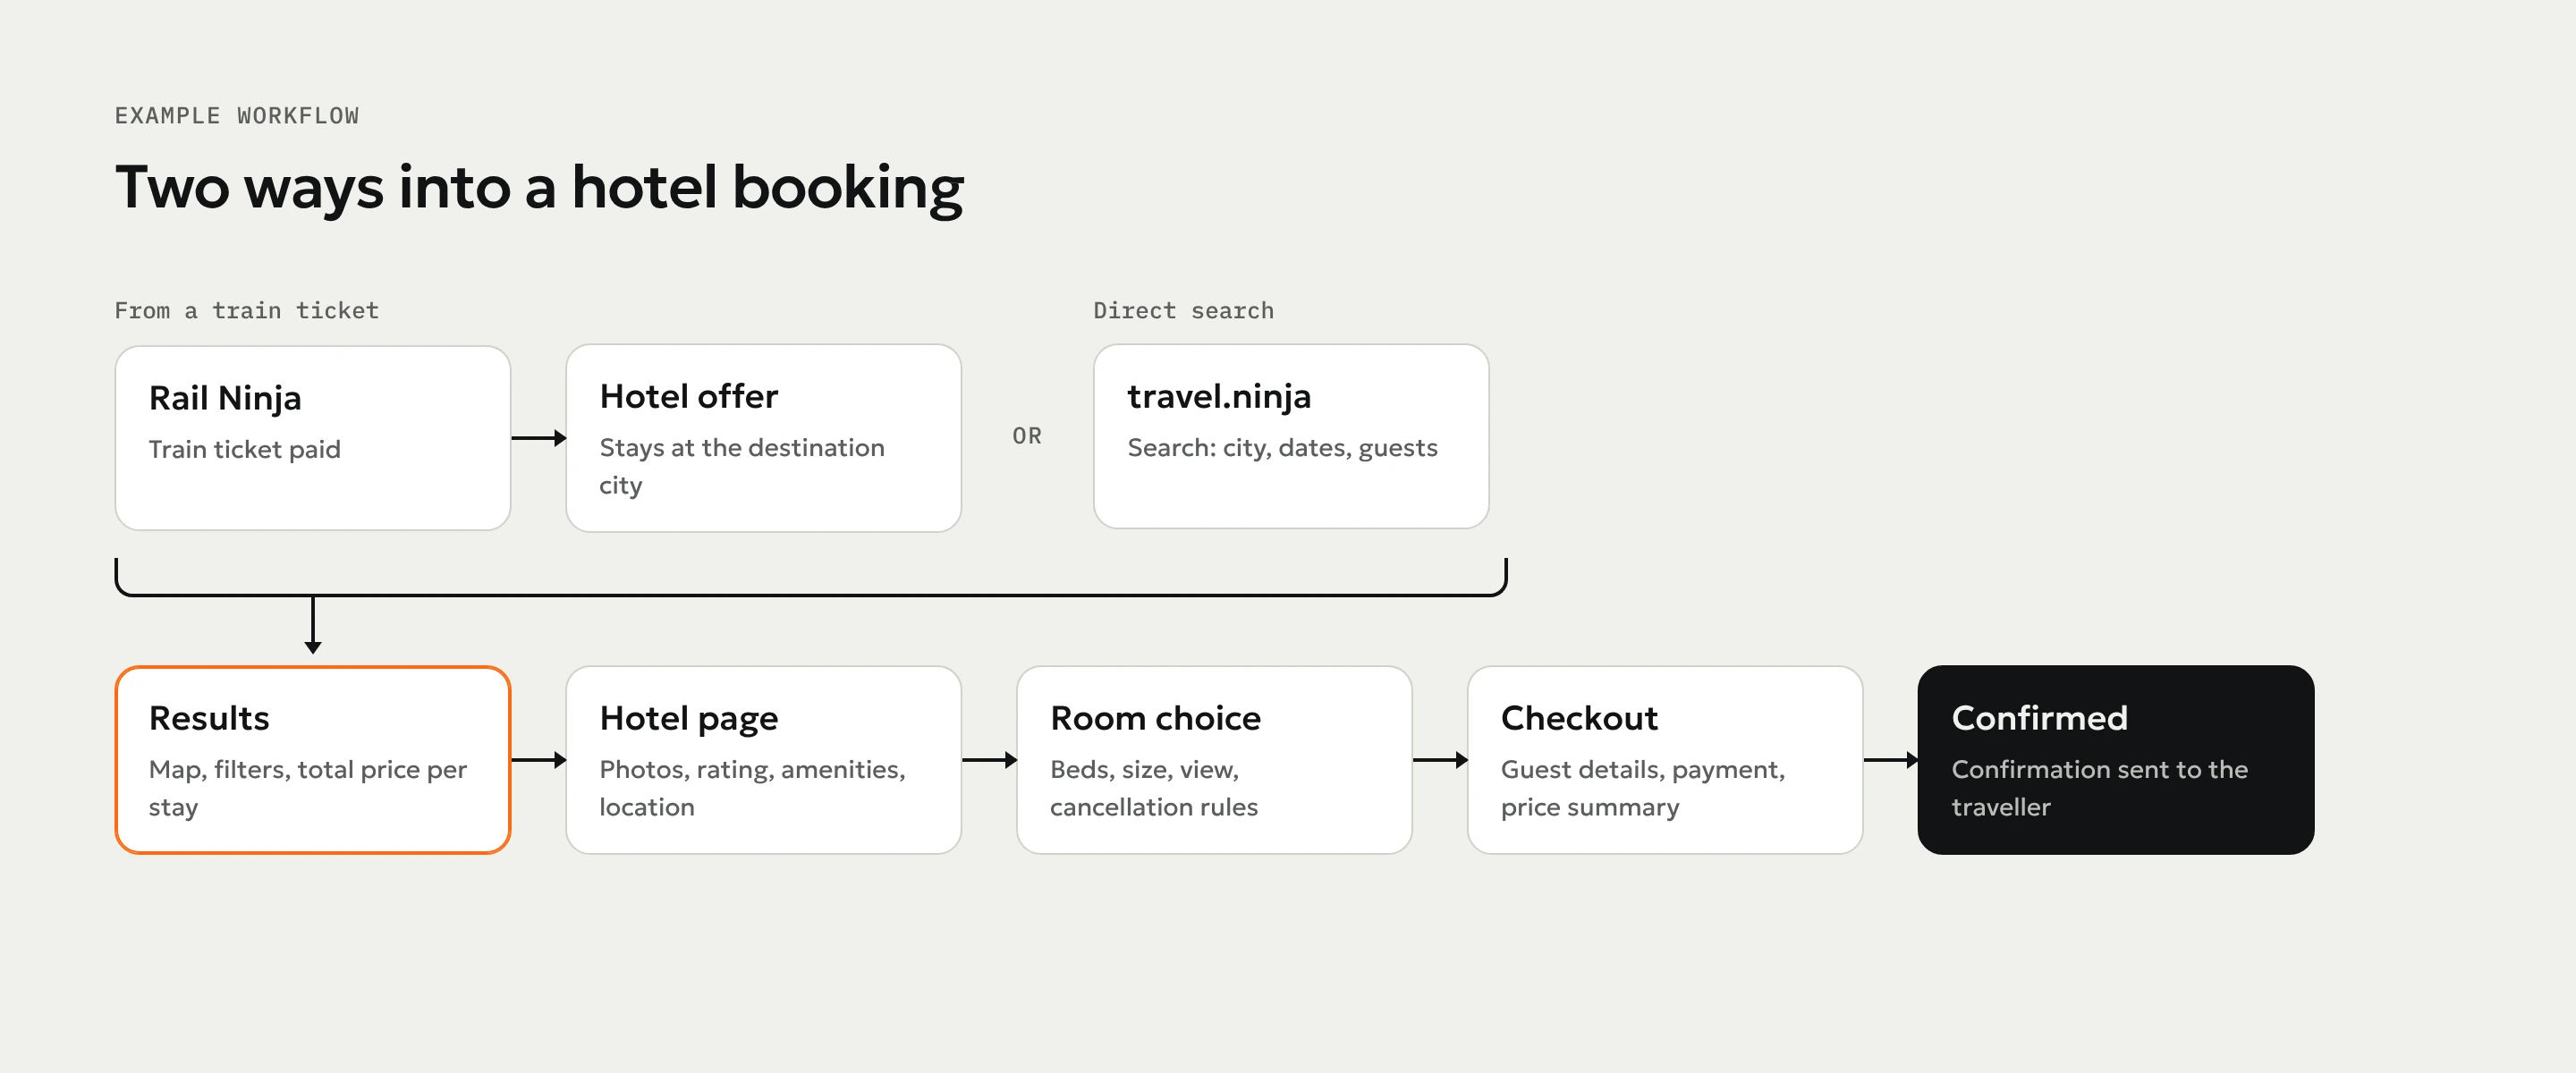 EXAMPLE WORKFLOW
Two ways into a hotel booking
From a train ticket
Rail Ninja
Train ticket paid
Hotel offer
Stays at the destination
city
OR
Direct search
travel.ninja
Search: city, dates, guests
Results
Map, filters, total price per
stay
Hotel page
Photos, rating, amenities,
location
Room choice
Beds, size, view,
cancellation rules
Checkout
Guest details, payment,
price summary
Confirmed
Confirmation sent to the
traveller